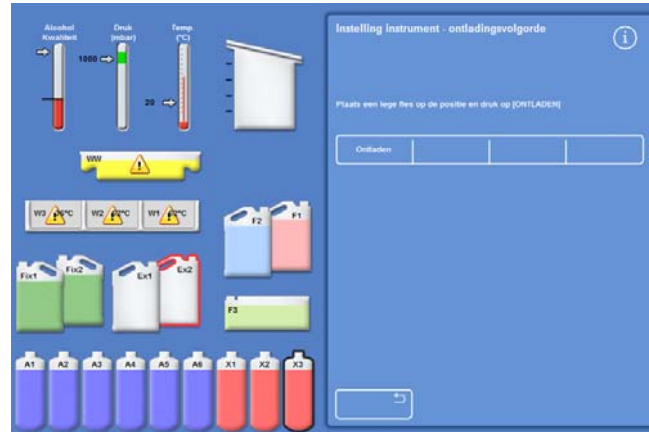 Alcohol Kwaliteit
Druk (mbar)
Temp. (°C)
1000
20
WW
W3
W2
W1
F2
F1
Fix1
Fix2
Ex1
Ex2
F3
A1 A2 A3 A4 A5 A6 X1 X2 X3
Instelling instrument - ontladingsvolgorde
i
Plaats een lege fles op de positie en druk op [ONTLADEN]
Ontladen